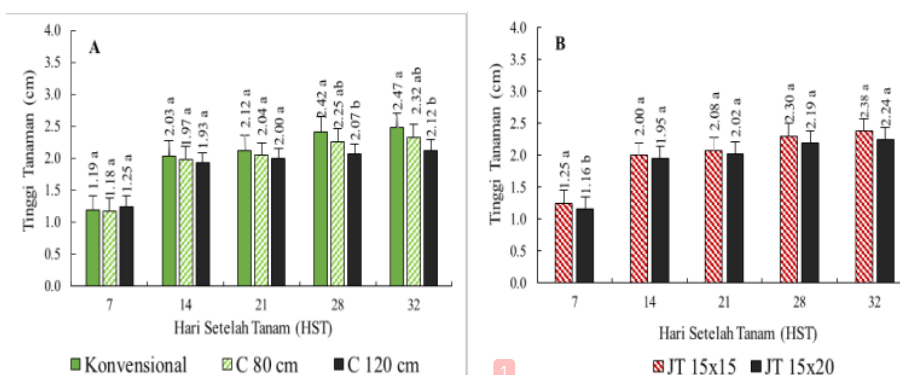 A
Tinggi Tanaman (cm)
4.0
3.5
3.0
2.5
2.0
1.5
1.0
0.5
0.0
1.19 a
1.18 a
1.25 a
2.03 a
1.97 a
1.93 a
2.12 a
2.04 a
2.00 a
2.42 a
2.25 ab
2.07 b
2.47 a
2.32 ab
2.12 b
7 14 21 28 32
Hari Setelah Tanam (HST)
Konvensional C 80 cm C 120 cm
B
Tinggi Tanaman (cm)
4.0
3.5
3.0
2.5
2.0
1.5
1.0
0.5
0.0
1.25 a
1.16 b
2.00 a
1.95 a
2.08 a
2.02 a
2.30 a
2.19 a
2.38 a
2.24 a
7 14 21 28 32
Hari Setelah Tanam (HST)
1
JT 15x15 JT 15x20